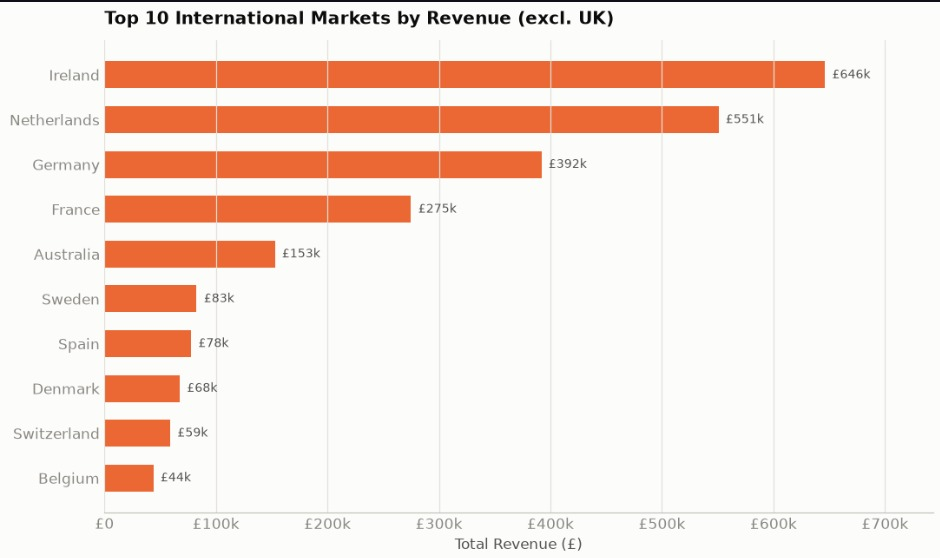 Top 10 International Markets by Revenue (excl. UK)
Ireland £646k
Netherlands £551k
Germany £392k
France £275k
Australia £153k
Sweden £83k
Spain £78k
Denmark £68k
Switzerland £59k
Belgium £44k
£0 £100k £200k £300k £400k £500k £600k £700k
Total Revenue (£)